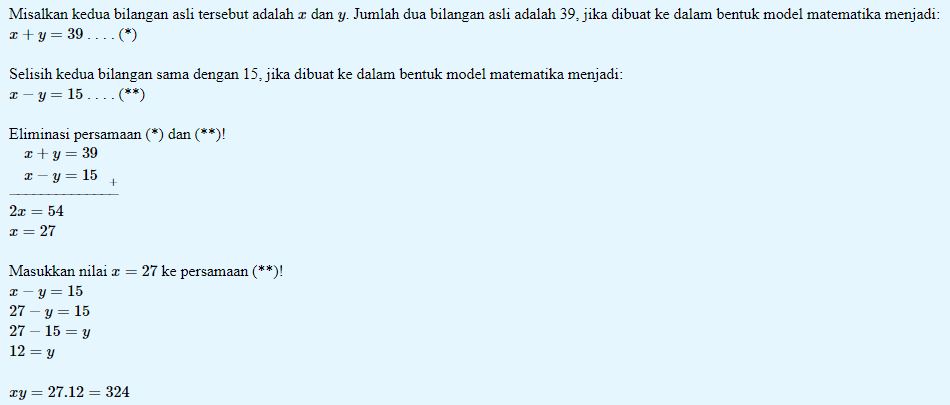 Misalkan kedua bilangan asli tersebut adalah x dan y. Jumlah dua bilangan asli adalah 39, jika dibuat ke dalam bentuk model matematika menjadi:
x + y = 39 . . . . (*)
Selisih kedua bilangan sama dengan 15, jika dibuat ke dalam bentuk model matematika menjadi:
x − y = 15 . . . . (**)
Eliminasi persamaan (*) dan (**)!
x + y = 39
x − y = 15 +
2x = 54
x = 27
Masukkan nilai x = 27 ke persamaan (**)!
x − y = 15
27 − y = 15
27 − 15 = y
12 = y
xy = 27.12 = 324